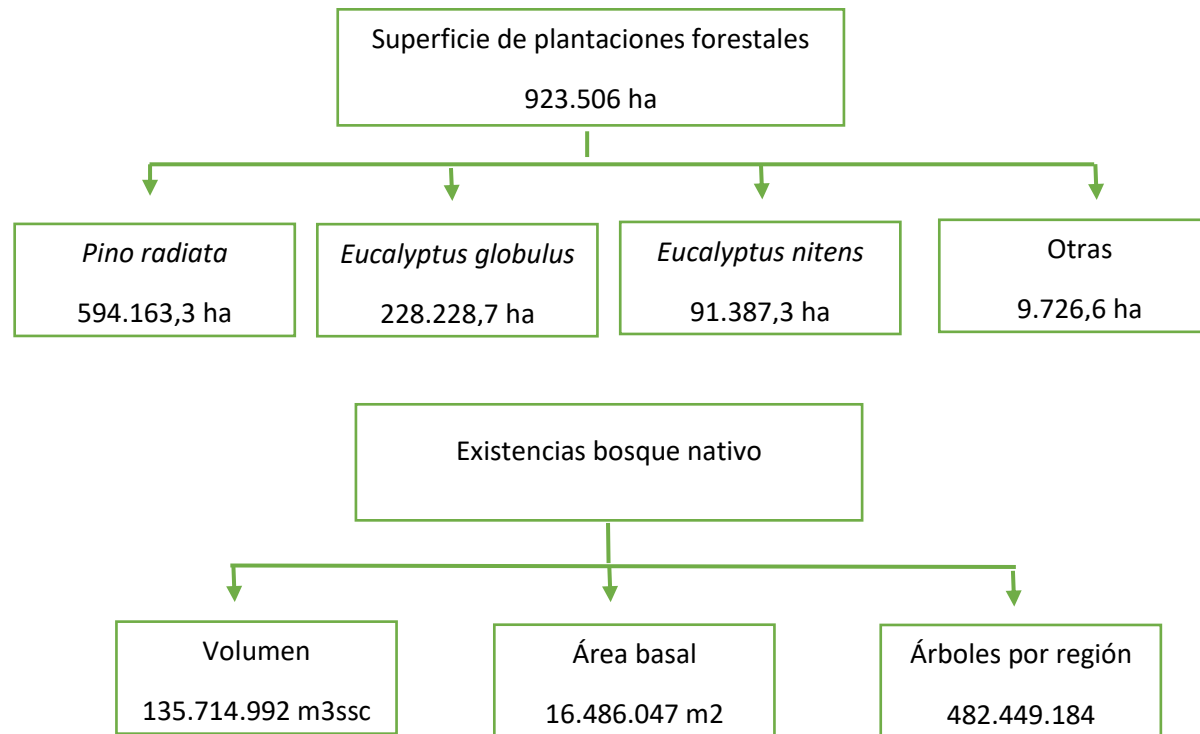 Superficie de plantaciones forestales
923.506 ha
Pino radiata
594.163,3 ha
Eucalyptus globulus
228.228,7 ha
Eucalyptus nitens
91.387,3 ha
Otras
9.726,6 ha
Existencias bosque nativo
Volumen
135.714.992 m3ssc
Área basal
16.486.047 m2
Árboles por región
482.449.184